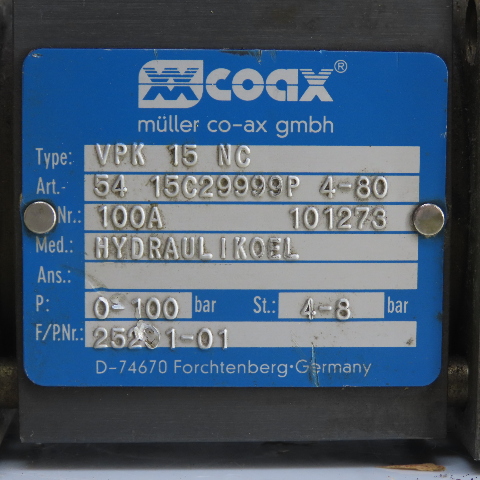 coax®
müller co-ax gmbh
Type: VPK 15 NC
Art. 54 15C29999P 4-80
Nr.: 100A 101273
Med.: HYDRAULIKOEL
Ans.:
P: 0-100 bar St.: 4-8 bar
F/P.Nr.:
D-74670 Forchtenberg·Germany